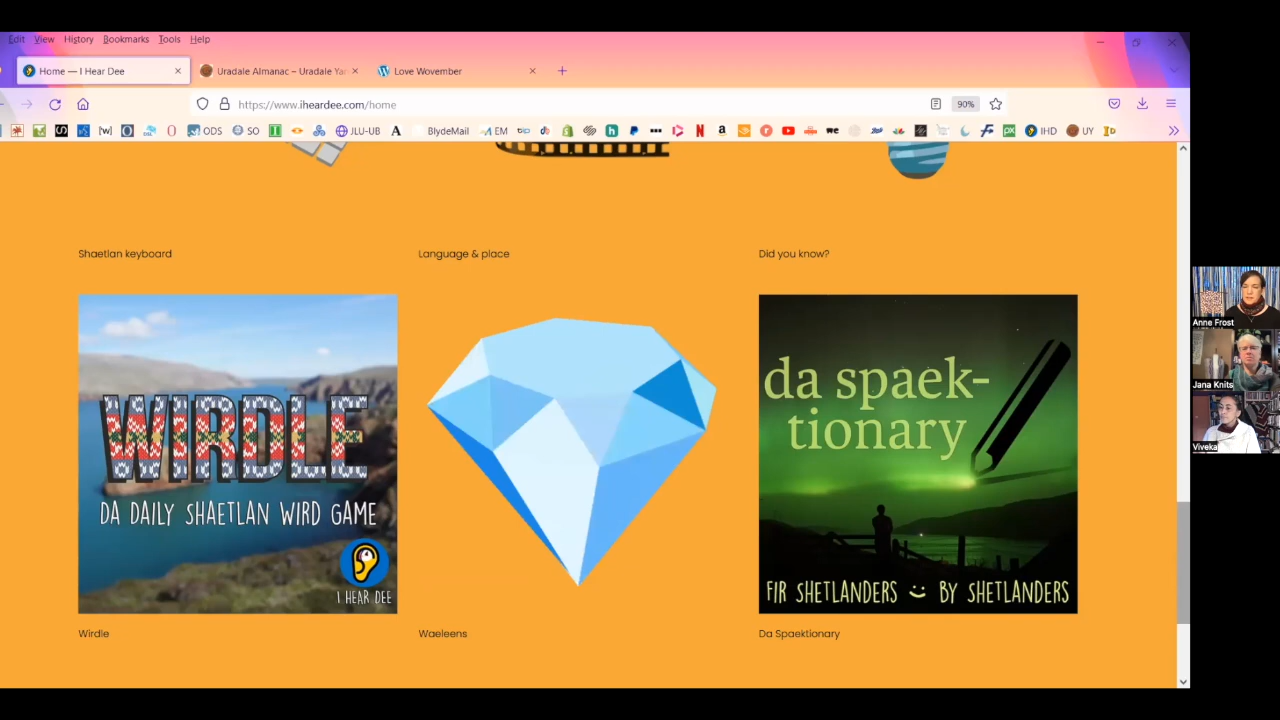 Edit View History Bookmarks Tools Help
Home — I Hear Dee
Uradale Almanac – Uradale Yar
Love Wovember
https://www.iheardee.com/home
90%
ODS
SO
JLU-UB
BlydeMail
EM
IHD
UY
Shaetlan keyboard
Language & place
Did you know?
WIRDLE
DA DAILY SHAETLAN WIRD GAME
I HEAR DEE
da spaek-
tionary
FIR SHETLANDERS BY SHETLANDERS
Wirdle
Waeleens
Da Spaektionary
Anne Frost
Jana Knits
Viveka